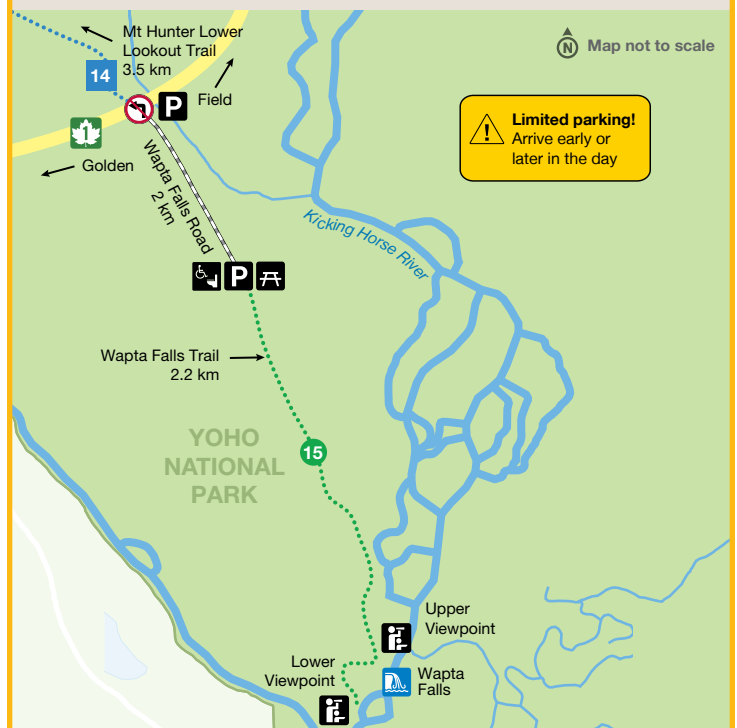 Mt Hunter Lower
Lookout Trail
3.5 km
14
P
Field
1
Golden
N
Map not to scale
Limited parking!
Arrive early or
later in the day
Wapta Falls Road
2 km
Kicking Horse River
P
Wapta Falls Trail
2.2 km
YOHO
NATIONAL
PARK
15
Upper
Viewpoint
Lower
Viewpoint
Wapta
Falls